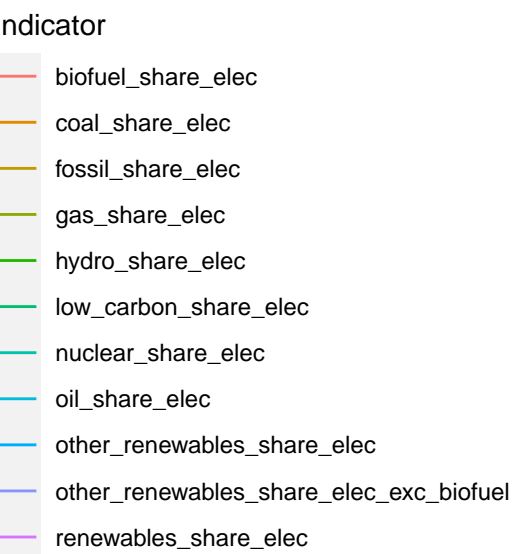 ndicator
biofuel_share_elec
coal_share_elec
fossil_share_elec
gas_share_elec
hydro_share_elec
low_carbon_share_elec
nuclear_share_elec
oil_share_elec
other_renewables_share_elec
other_renewables_share_elec_exc_biofuel
renewables_share_elec